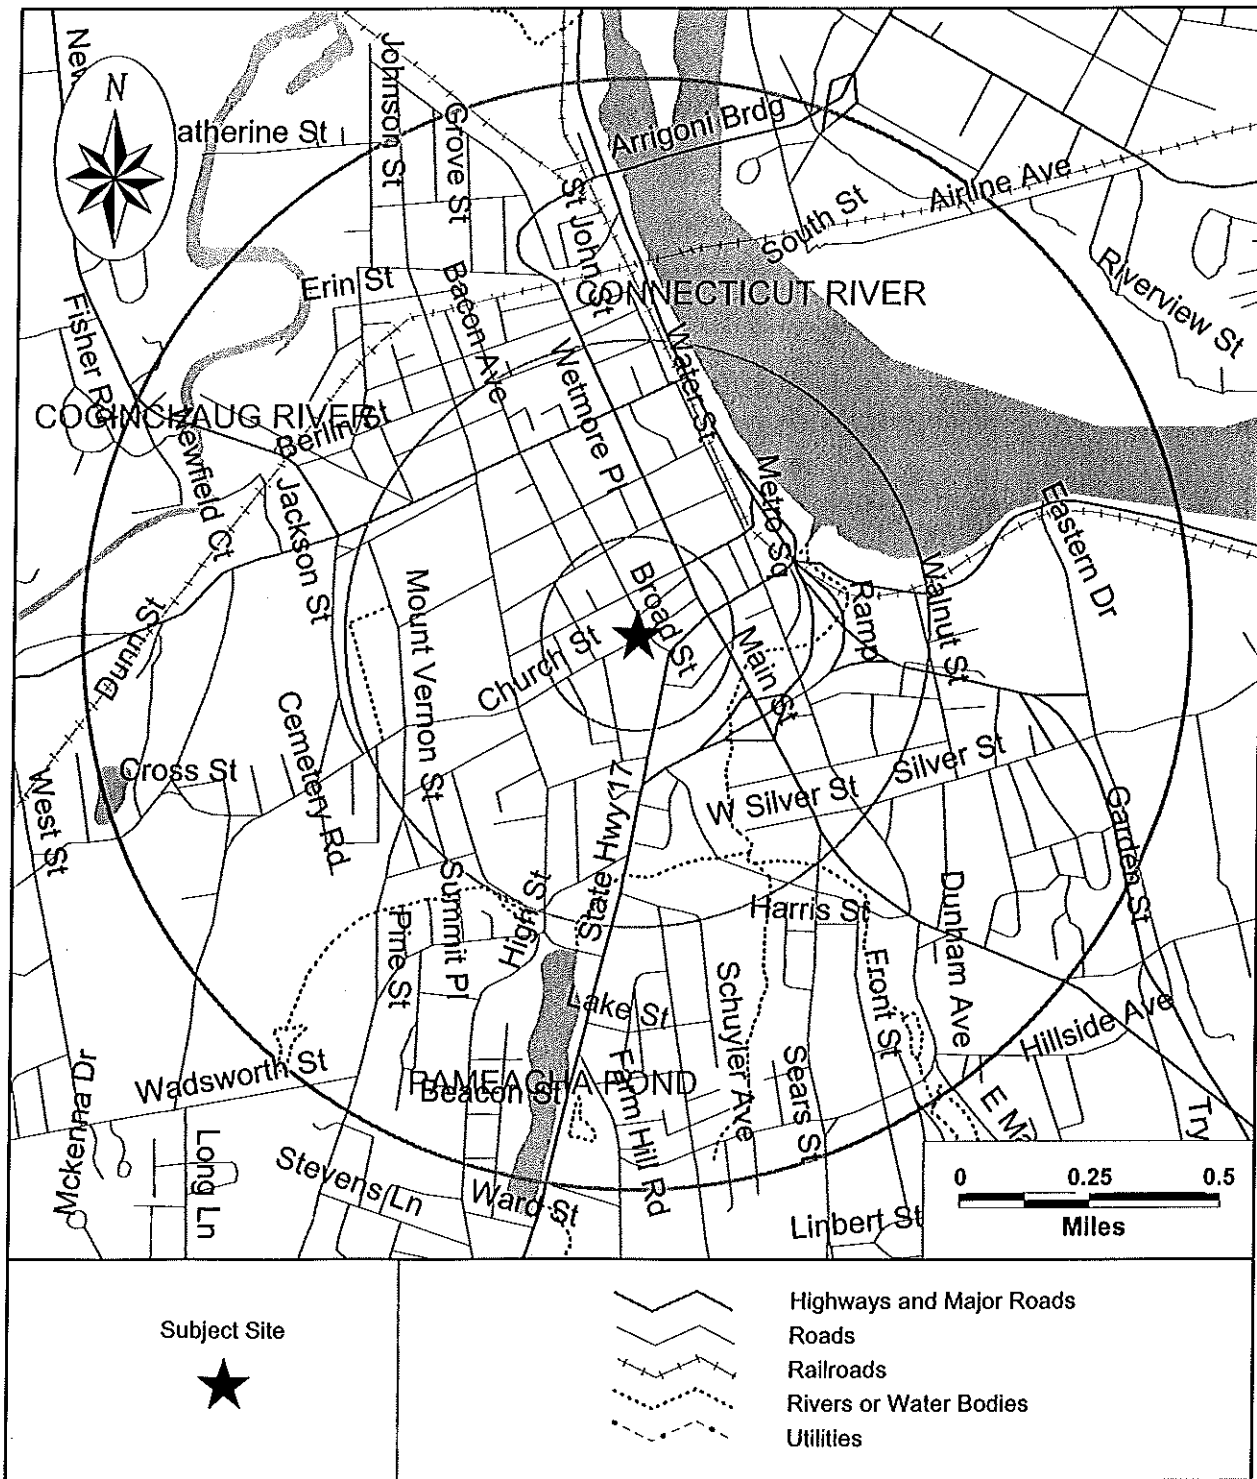 New
N
Johnson St
Grove St
atherine St
Arrigoni Brdg
St John St
Airline Ave
South St
Riverview St
Erin St
Bacon Ave
CONNECTICUT RIVER
Fisher Rd
Wetmore Pl
Water St
COGINCHAUG RIVER
Berlin St
Newfield Ct
Jackson St
Metro Sq
Eastern Dr
Dunn St
Mount Vernon St
Broad St
Church St
Main St
Ramp
Walnut St
Cemetery Rd
Cross St
West St
State Hwy 17
W Silver St
Silver St
Garden St
Summit Pl
Pine St
High St
Harris St
Dunham Ave
Schuyler Ave
Front St
Lake St
Hillside Ave
Mckenna Dr
Wadsworth St
PAMEACHA POND
Beacon St
Farm Hill Rd
Sears St
E Ma
Try
Long Ln
Stevens Ln
Ward St
Linbert St
0 0.25 0.5
Miles
Subject Site
Highways and Major Roads
Roads
Railroads
Rivers or Water Bodies
Utilities